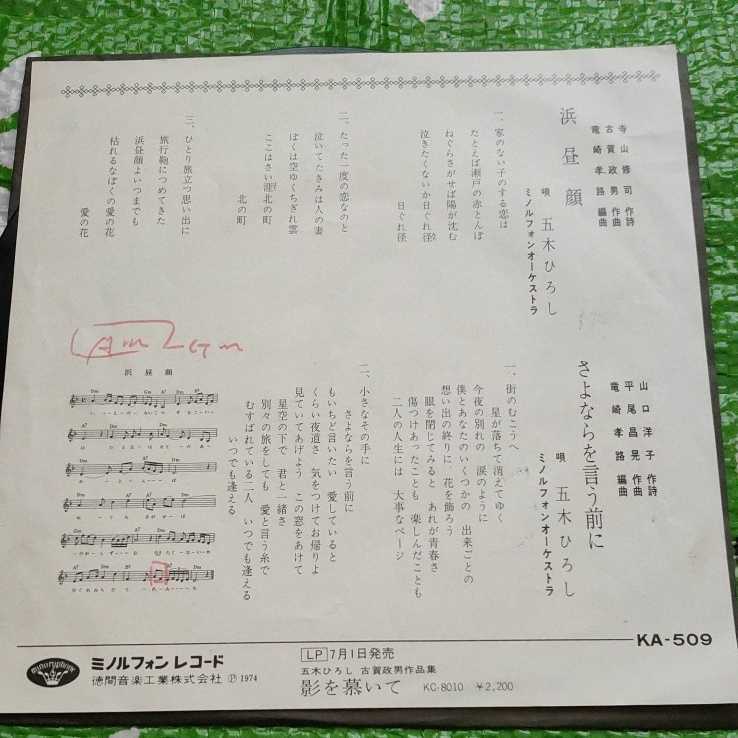 浜昼顔
寺山修司 作詩
古賀政男 作曲
竜崎孝路 編曲
唄 五木ひろし
ミノルフォンオーケストラ
一、家のない子のする恋は
たとえば瀬戸の赤とんぼ
ねぐらさがせば陽が沈む
泣きたくないか日ぐれ径
日ぐれ径
二、たった一度の恋なのと
泣いてたきみは人の妻
ぼくは空ゆくちぎれ雲
ここはさい涯北の町
北の町
三、ひとり旅立つ思い出に
旅行鞄につめてきた
浜昼顔よいつまでも
枯れるなぼくの愛の花
愛の花
さよならを言う前に
山口洋子 作詩
平尾昌晃 作曲
竜崎孝路 編曲
唄 五木ひろし
ミノルフォンオーケストラ
一、街のむこうへ
星が落ちて消えてゆく
今夜の別れの 涙のように
僕とあなたのいくつかの 出来ごとの
想い出の終りに 花を飾ろう
眼を閉じてみると あれが青春さ
傷つけあったことも 楽しんだことも
二人の人生には 大事なページ
二、小さなその手に
さよならを言う前に
もいちど言いたい 愛していると
くらい夜道さ 気をつけてお帰りよ
見ていてあげよう この窓をあけて
星空の下で 君と一緒さ
別々の旅をしても 愛と言う糸で
むすばれている二人 いつでも逢える
いつでも逢える
浜昼顔
KA-509
minoruphone
ミノルフォン レコード
徳間音楽工業株式会社 Ⓟ 1974
LP 7月1日発売
五木ひろし 古賀政男作品集
影を慕いて KC-8010 ¥2,200